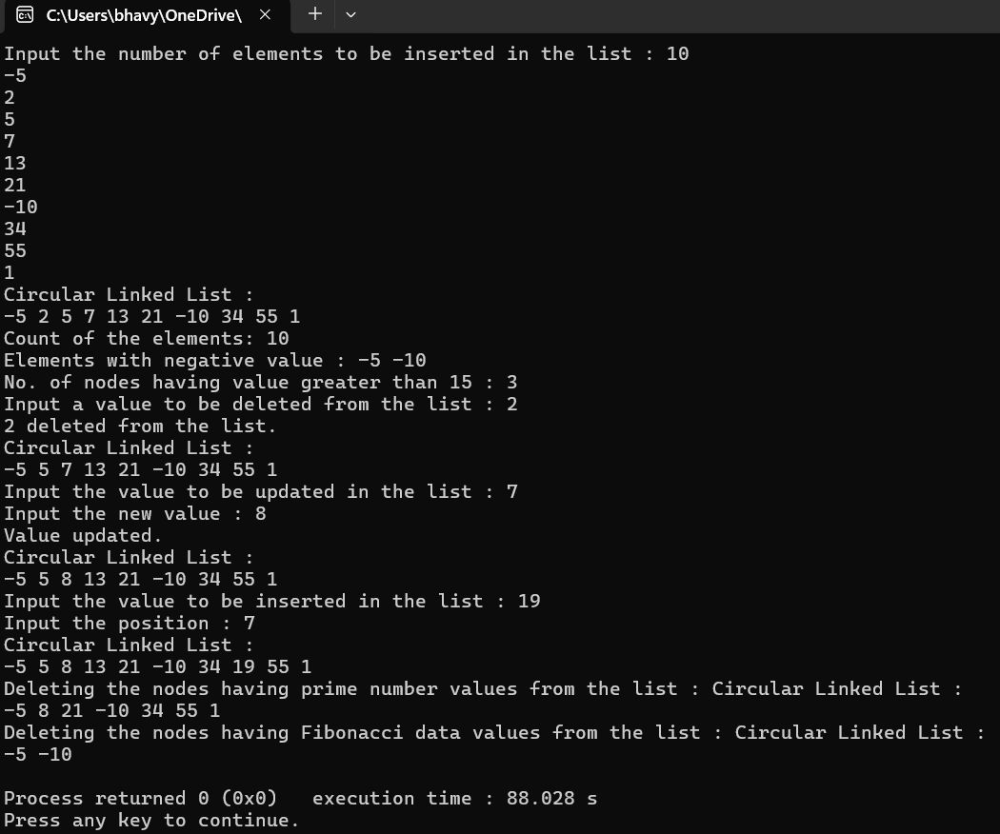 C:\Users\bhavy\OneDrive\
Input the number of elements to be inserted in the list : 10
-5
2
5
7
13
21
-10
34
55
1
Circular Linked List :
-5 2 5 7 13 21 -10 34 55 1
Count of the elements: 10
Elements with negative value : -5 -10
No. of nodes having value greater than 15 : 3
Input a value to be deleted from the list : 2
2 deleted from the list.
Circular Linked List :
-5 5 7 13 21 -10 34 55 1
Input the value to be updated in the list : 7
Input the new value : 8
Value updated.
Circular Linked List :
-5 5 8 13 21 -10 34 55 1
Input the value to be inserted in the list : 19
Input the position : 7
Circular Linked List :
-5 5 8 13 21 -10 34 19 55 1
Deleting the nodes having prime number values from the list : Circular Linked List :
-5 8 21 -10 34 55 1
Deleting the nodes having Fibonacci data values from the list : Circular Linked List :
-5 -10
Process returned 0 (0x0)   execution time : 88.028 s
Press any key to continue.